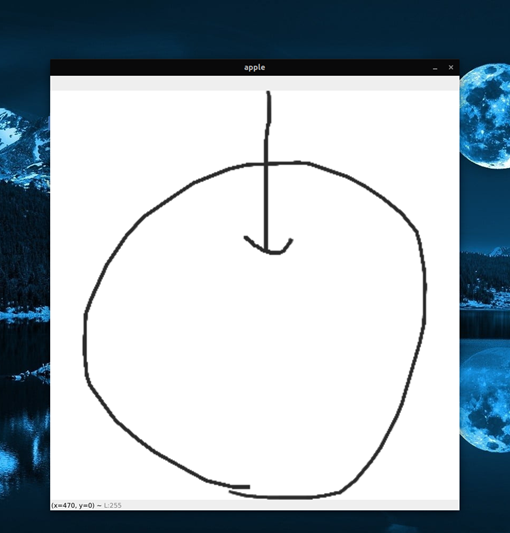 apple
(x=470, y=0) ~ L:255